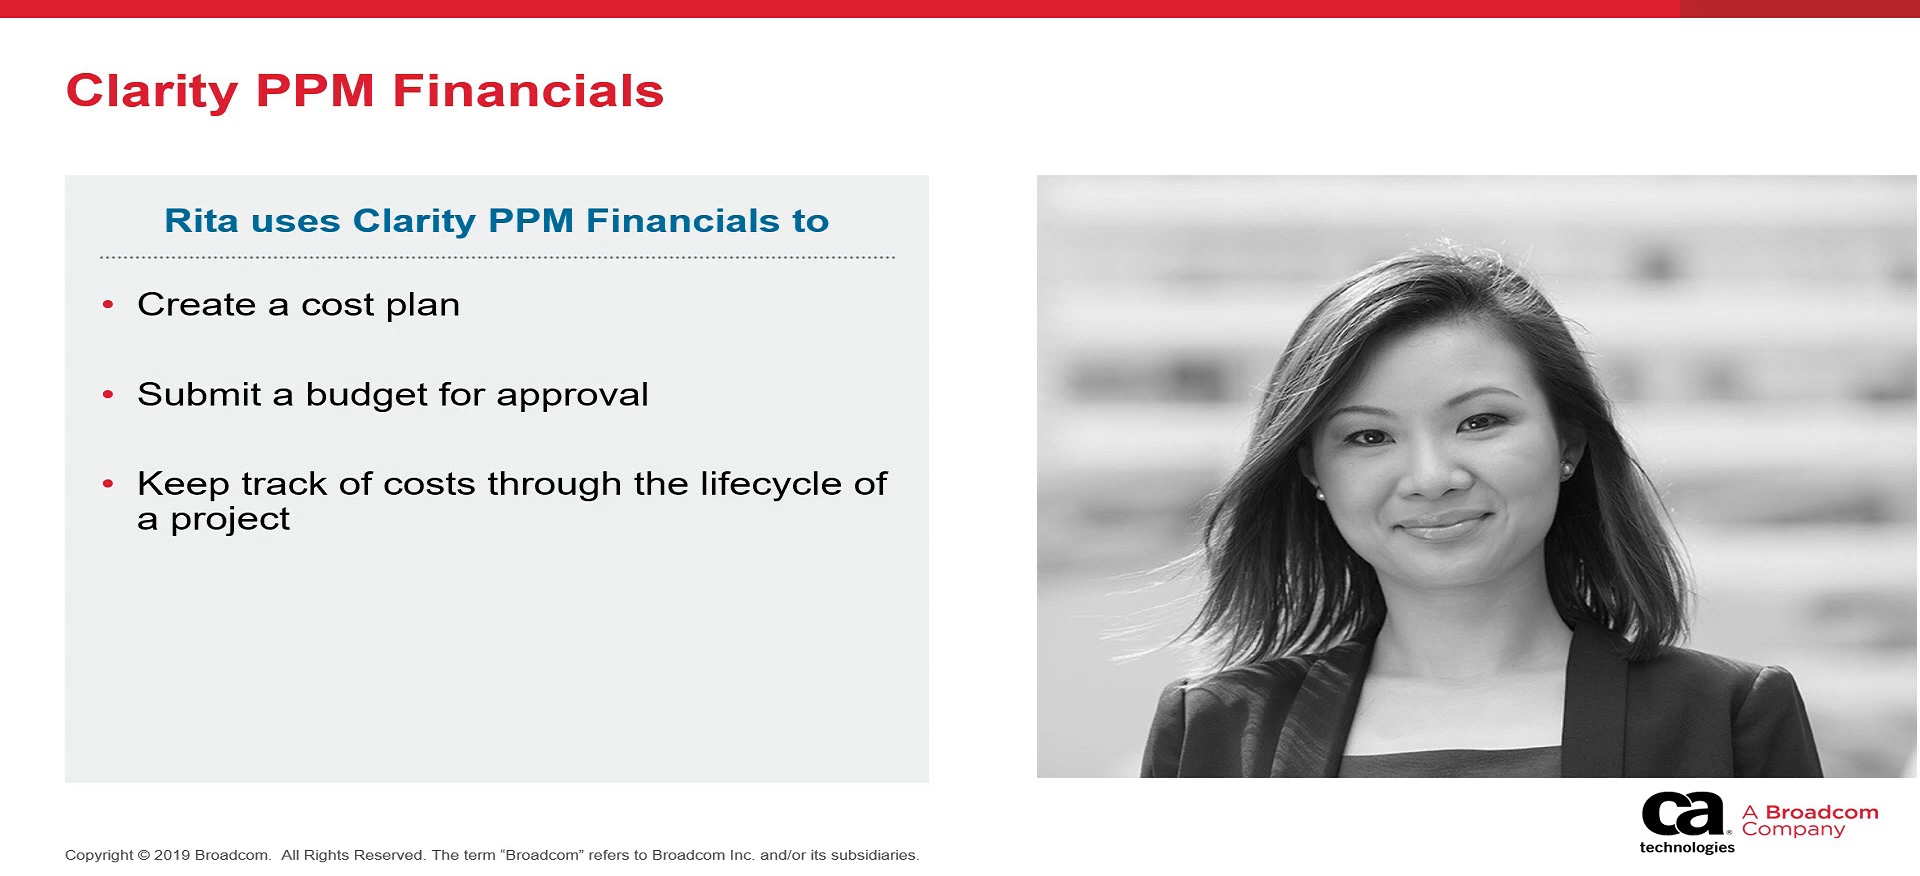 Clarity PPM Financials
Rita uses Clarity PPM Financials to
• Create a cost plan
• Submit a budget for approval
• Keep track of costs through the lifecycle of
a project
ca
technologies
A Broadcom
Company
Copyright © 2019 Broadcom.  All Rights Reserved. The term “Broadcom” refers to Broadcom Inc. and/or its subsidiaries.